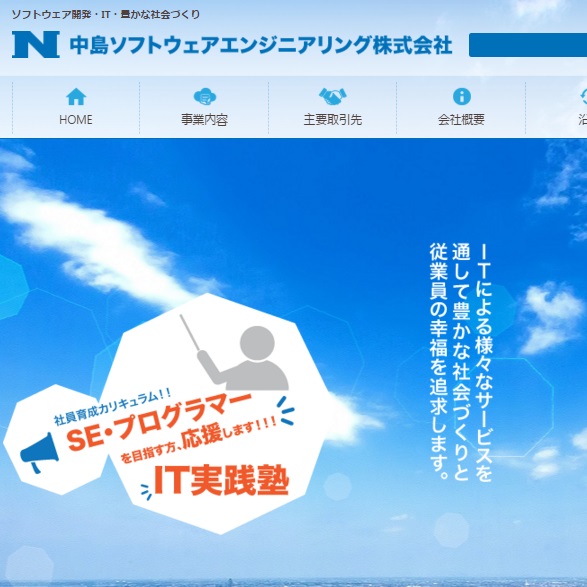 ソフトウェア開発・IT・豊かな社会づくり
N 中島ソフトウェアエンジニアリング株式会社
HOME
事業内容
主要取引先
会社概要
沿
ITによる様々なサービスを
通して豊かな社会づくりと
従業員の幸福を追求します。
社員育成カリキュラム！！
SE・プログラマー
を目指す方、応援します！！！
IT実践塾